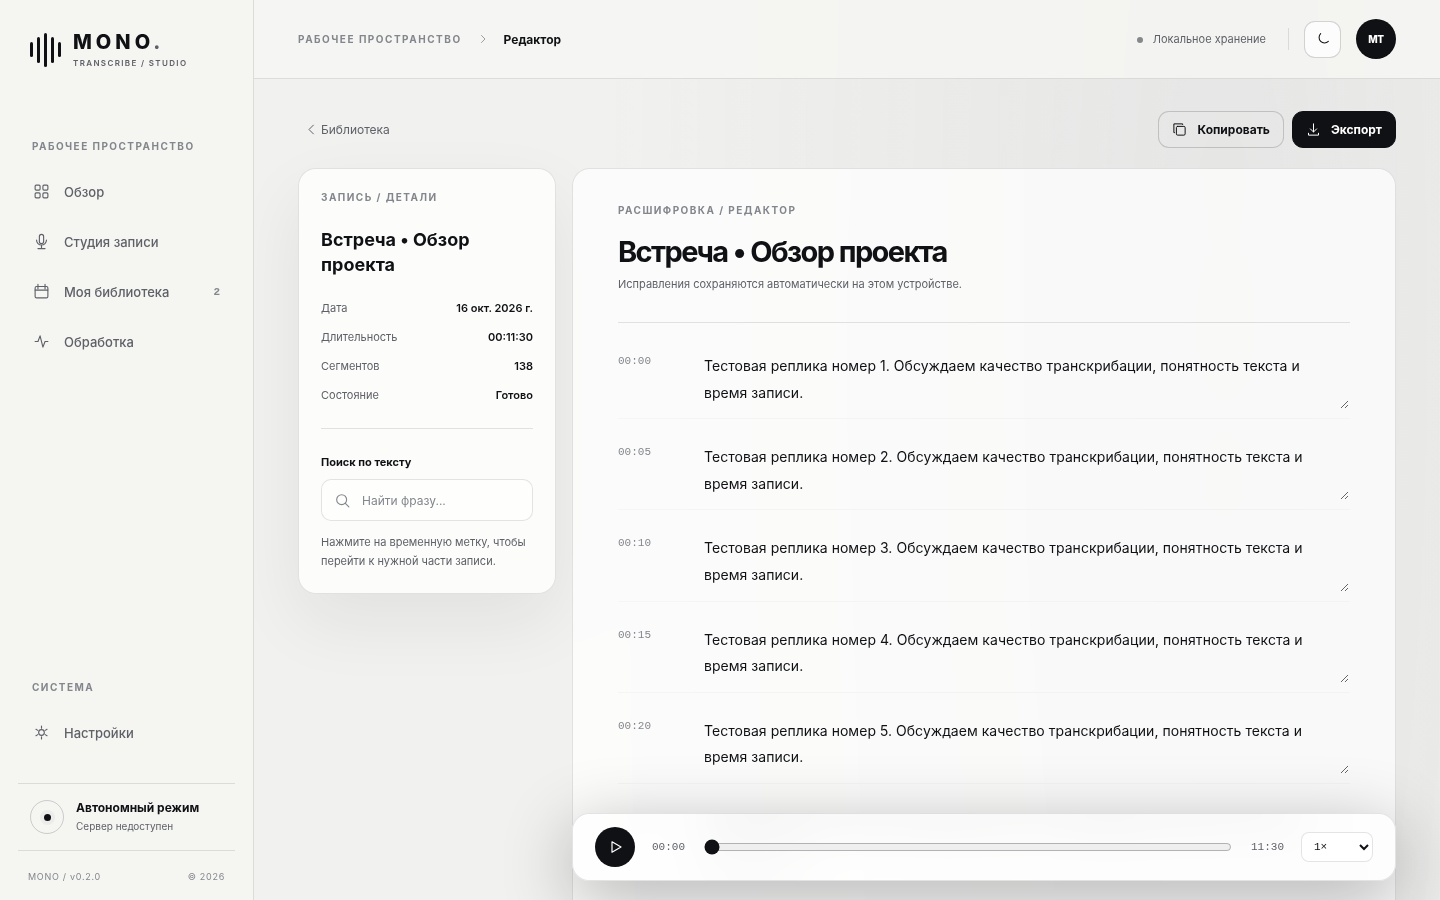 MONO.
TRANSCRIBE / STUDIO
РАБОЧЕЕ ПРОСТРАНСТВО
Обзор
Студия записи
Моя библиотека 2
Обработка
СИСТЕМА
Настройки
Автономный режим
Сервер недоступен
MONO / v0.2.0 © 2026
РАБОЧЕЕ ПРОСТРАНСТВО Редактор
Локальное хранение MT
Библиотека
Копировать Экспорт
ЗАПИСЬ / ДЕТАЛИ
Встреча • Обзор
проекта
Дата 16 окт. 2026 г.
Длительность 00:11:30
Сегментов 138
Состояние Готово
Поиск по тексту
Найти фразу...
Нажмите на временную метку, чтобы
перейти к нужной части записи.
РАСШИФРОВКА / РЕДАКТОР
Встреча • Обзор проекта
Исправления сохраняются автоматически на этом устройстве.
00:00 Тестовая реплика номер 1. Обсуждаем качество транскрибации, понятность текста и
время записи.
00:05 Тестовая реплика номер 2. Обсуждаем качество транскрибации, понятность текста и
время записи.
00:10 Тестовая реплика номер 3. Обсуждаем качество транскрибации, понятность текста и
время записи.
00:15 Тестовая реплика номер 4. Обсуждаем качество транскрибации, понятность текста и
время записи.
00:20 Тестовая реплика номер 5. Обсуждаем качество транскрибации, понятность текста и
время записи.
00:00 11:30 1×